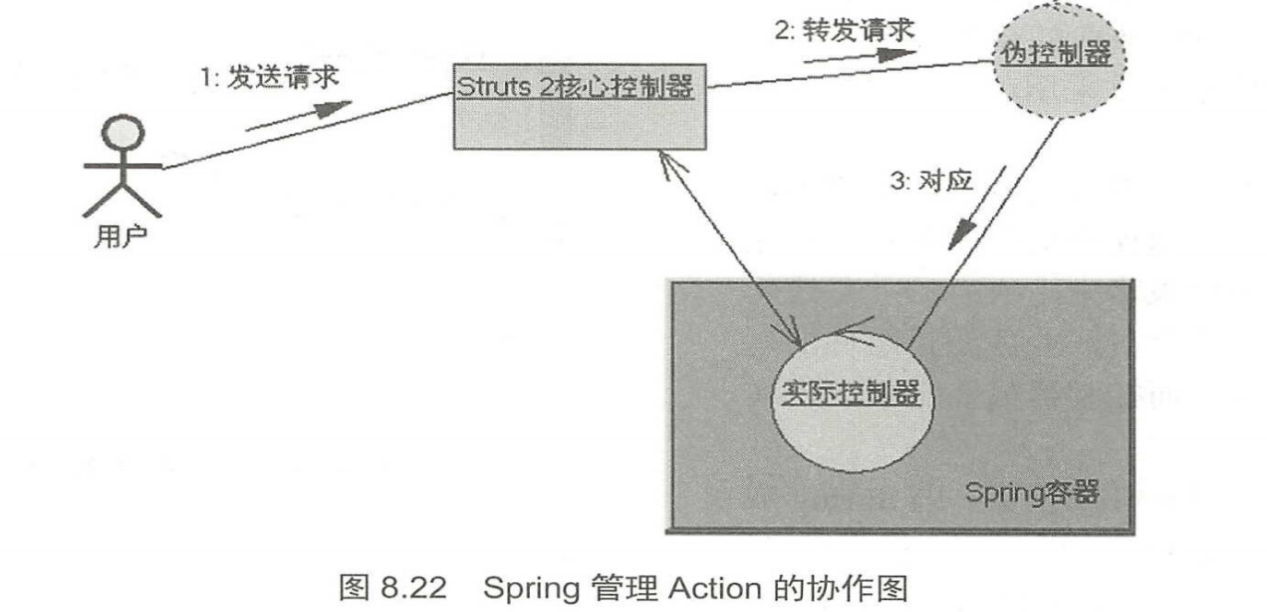 2: 转发请求
伪控制器
1: 发送请求
Struts 2核心控制器
3: 对应
用户
实际控制器
Spring容器
图 8.22 Spring 管理 Action 的协作图